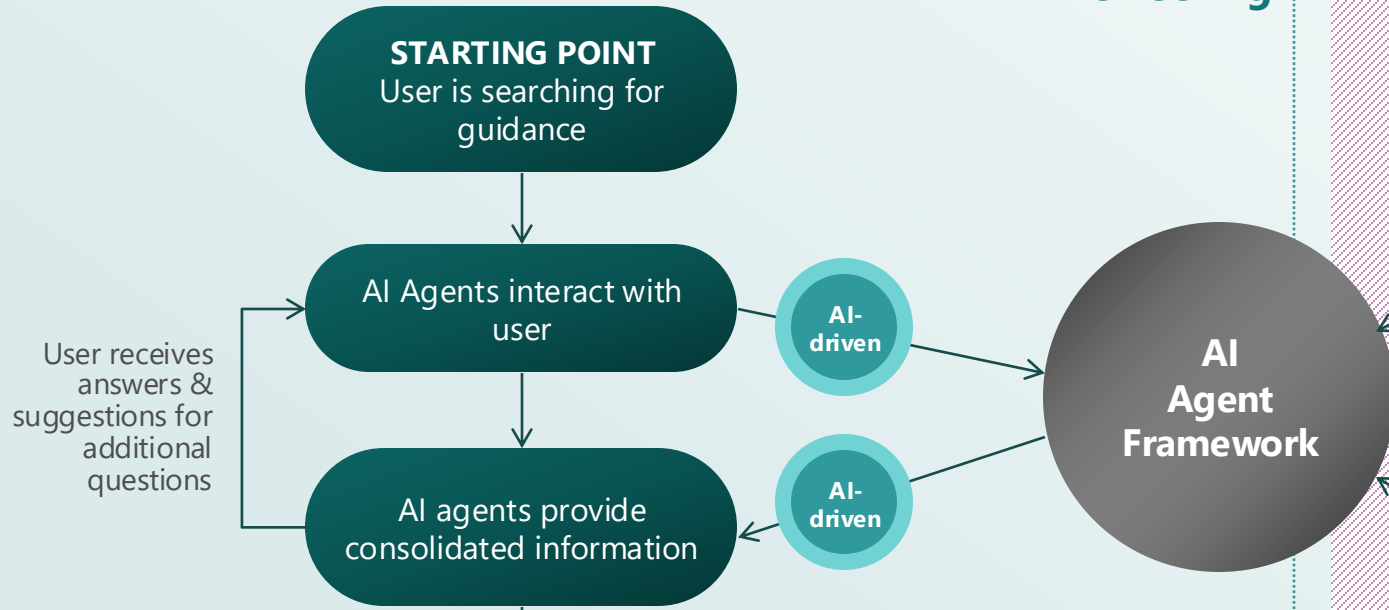 STARTING POINT
User is searching for
guidance
AI Agents interact with
user
AI-
driven
User receives
answers &
suggestions for
additional
questions
AI
Agent
Framework
AI agents provide
consolidated information
AI-
driven